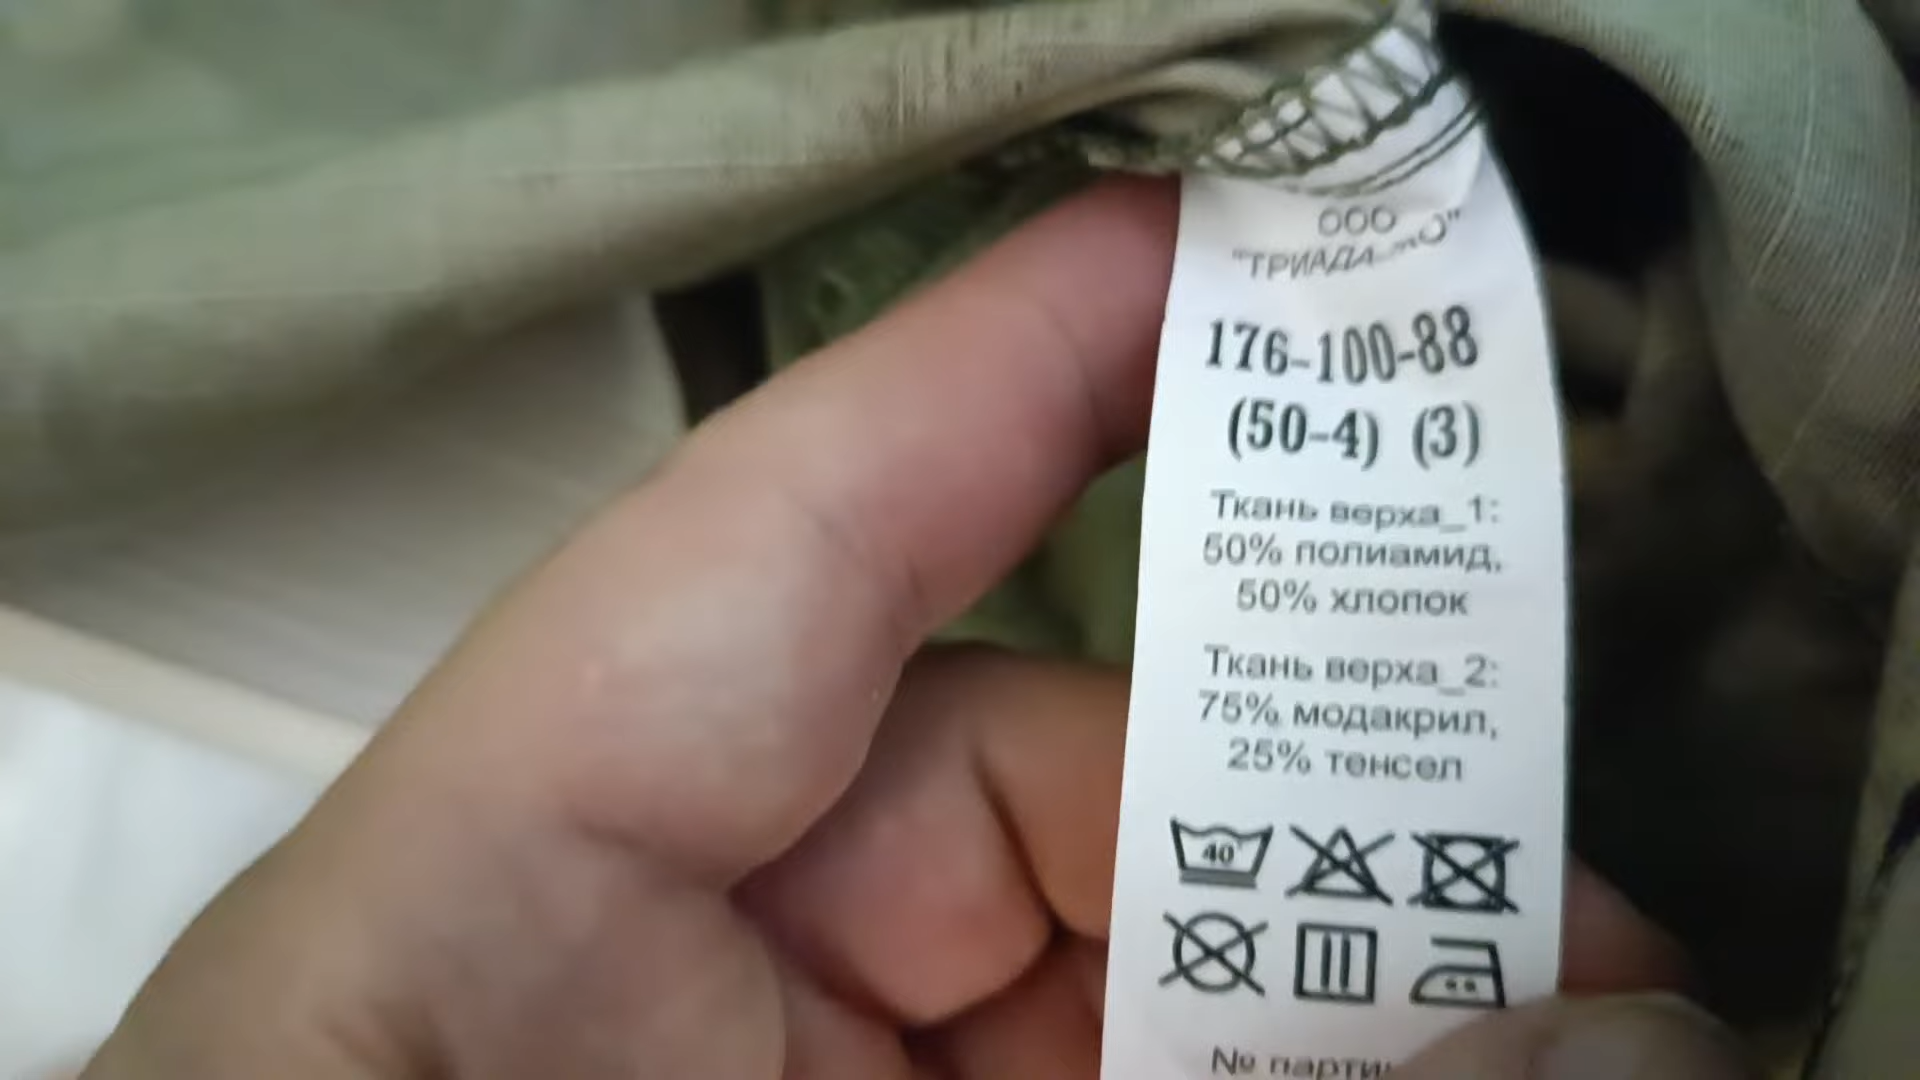 ООО
"ТРИАДА-ТКО"
176-100-88
(50-4) (3)
Ткань верха_1:
50% полиамид,
50% хлопок
Ткань верха_2:
75% модакрил,
25% тенсел
40
№ парти